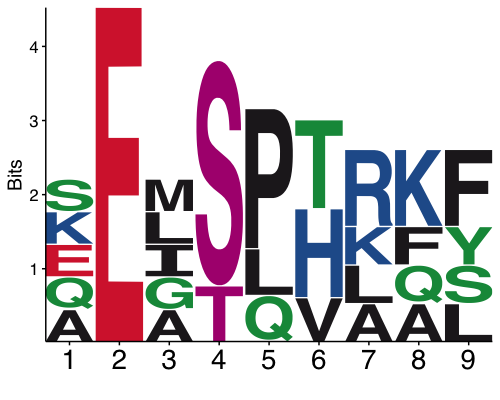 Bits
4
3
2
1
S K E Q A
E
M L I G A
S T
P L Q
T H V
R K L A
K F Q A
F Y S L
1 2 3 4 5 6 7 8 9